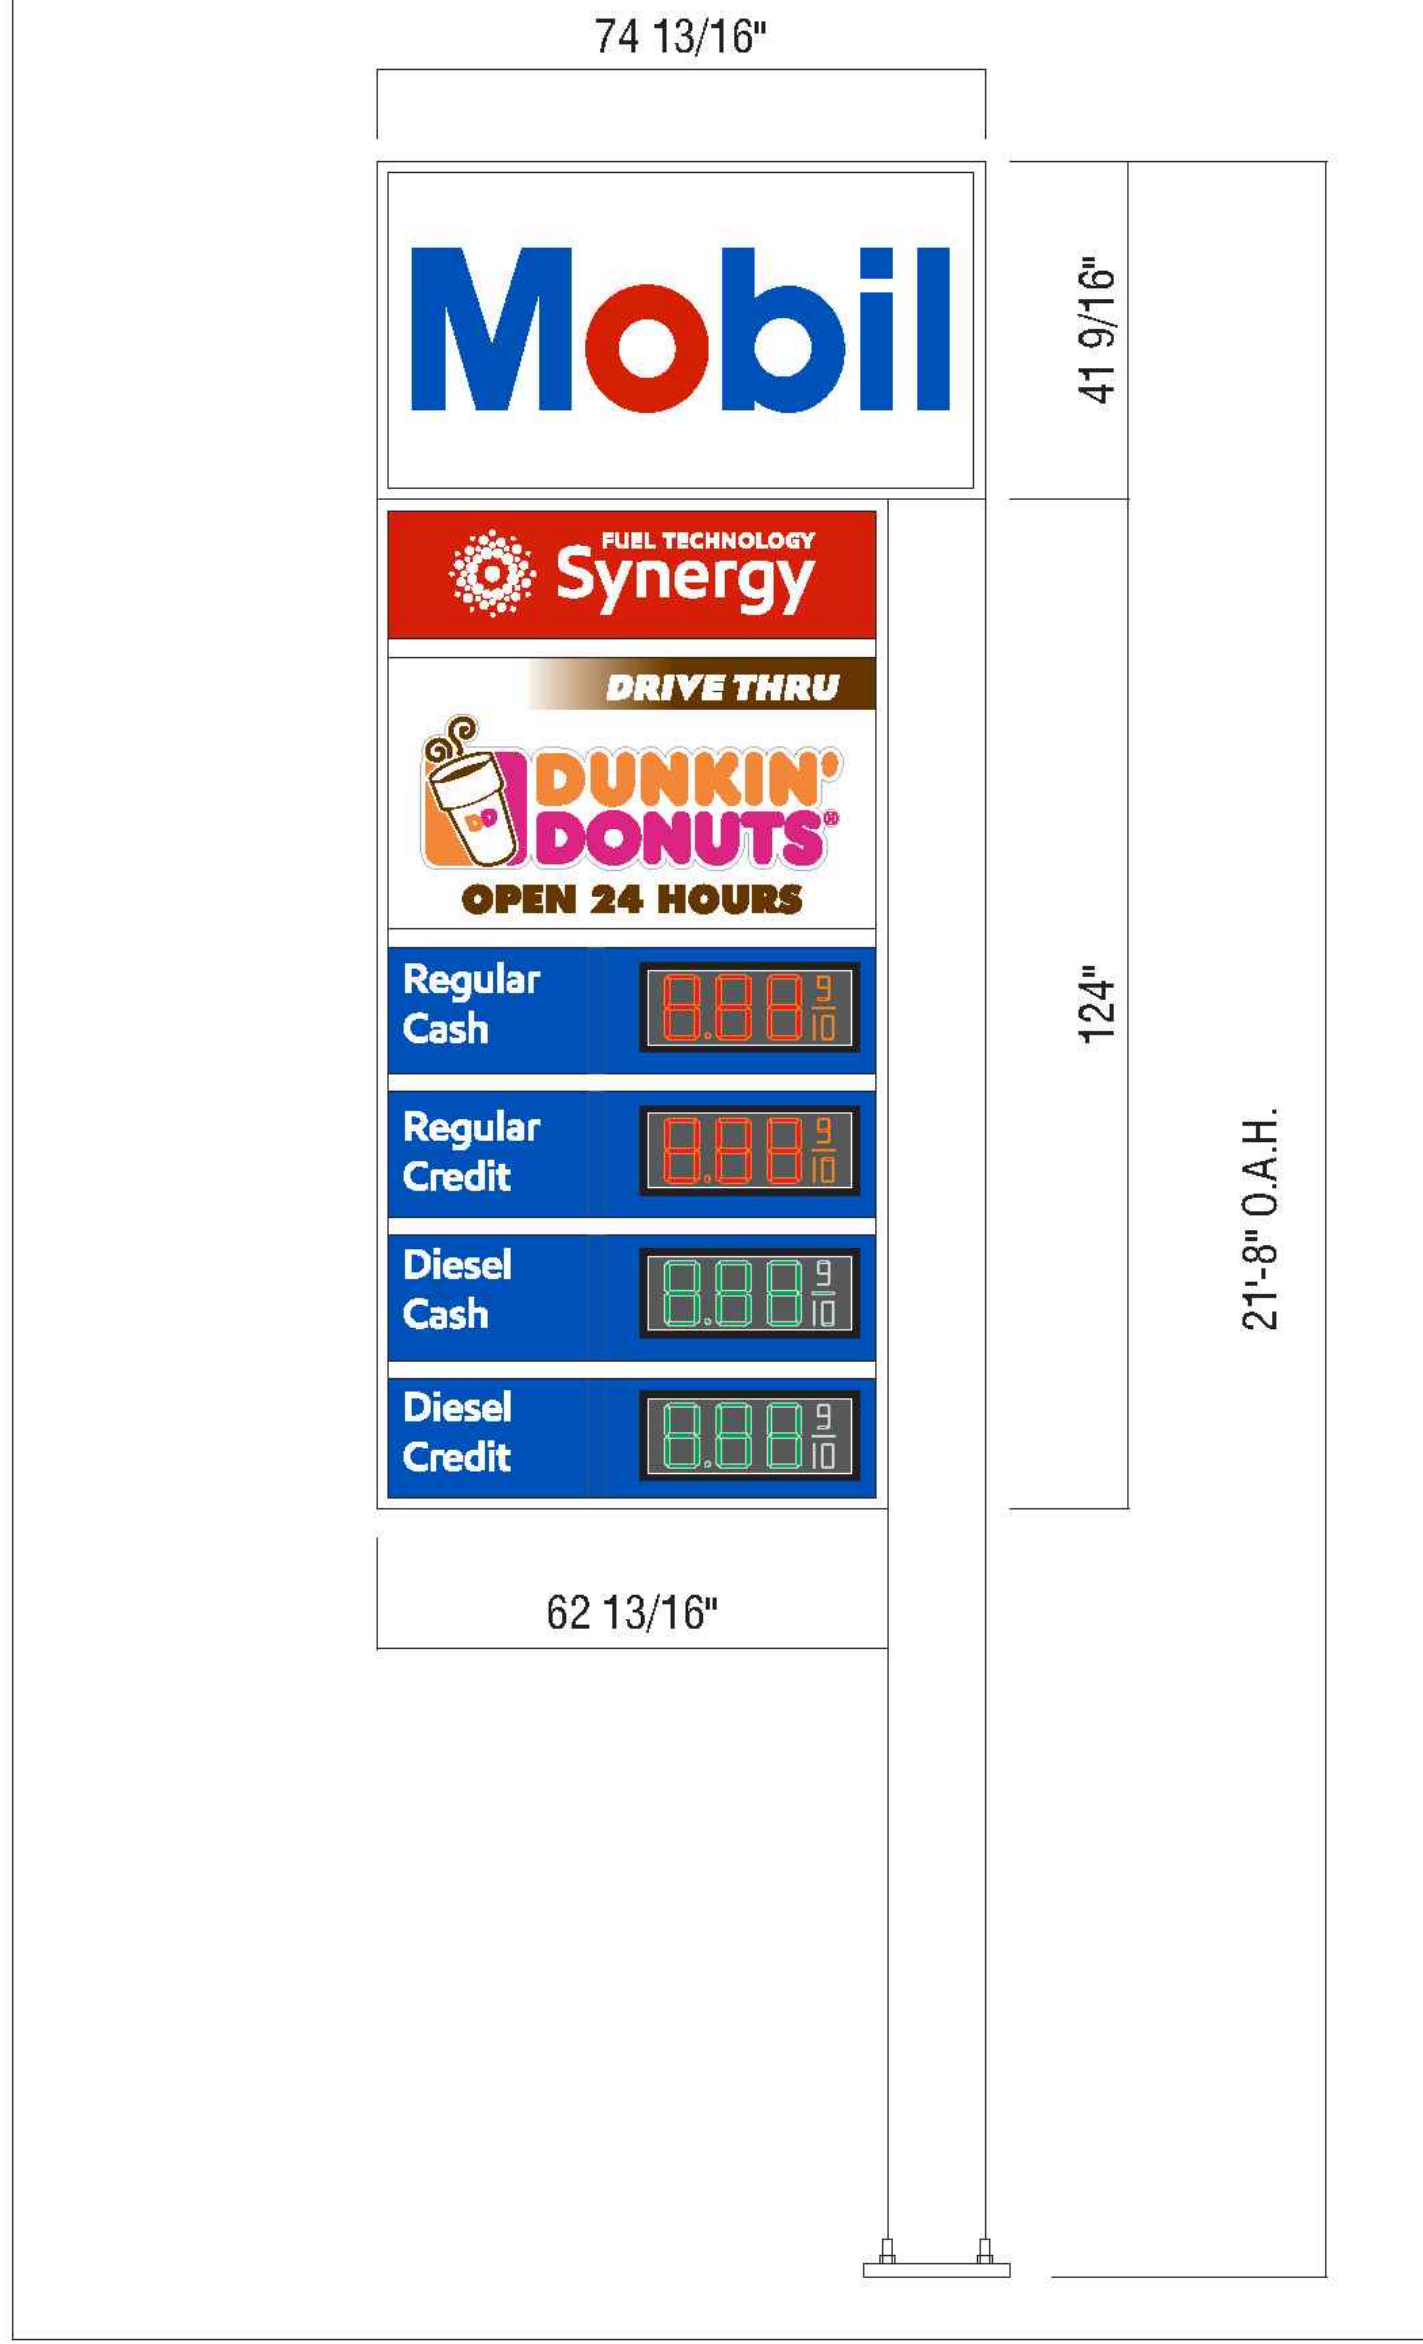 74 13/16"
Mobil
41 9/16"
FUEL TECHNOLOGY
Synergy
DRIVE THRU
DUNKIN'
DONUTS®
DD
OPEN 24 HOURS
Regular
Cash
8.88 9/10
124"
Regular
Credit
8.88 9/10
21'-8" O.A.H.
Diesel
Cash
8.88 9/10
Diesel
Credit
8.88 9/10
62 13/16"